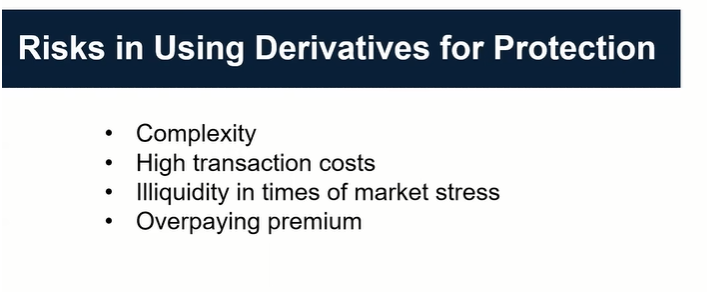 Risks in Using Derivatives for Protection
• Complexity
• High transaction costs
• Illiquidity in times of market stress
• Overpaying premium